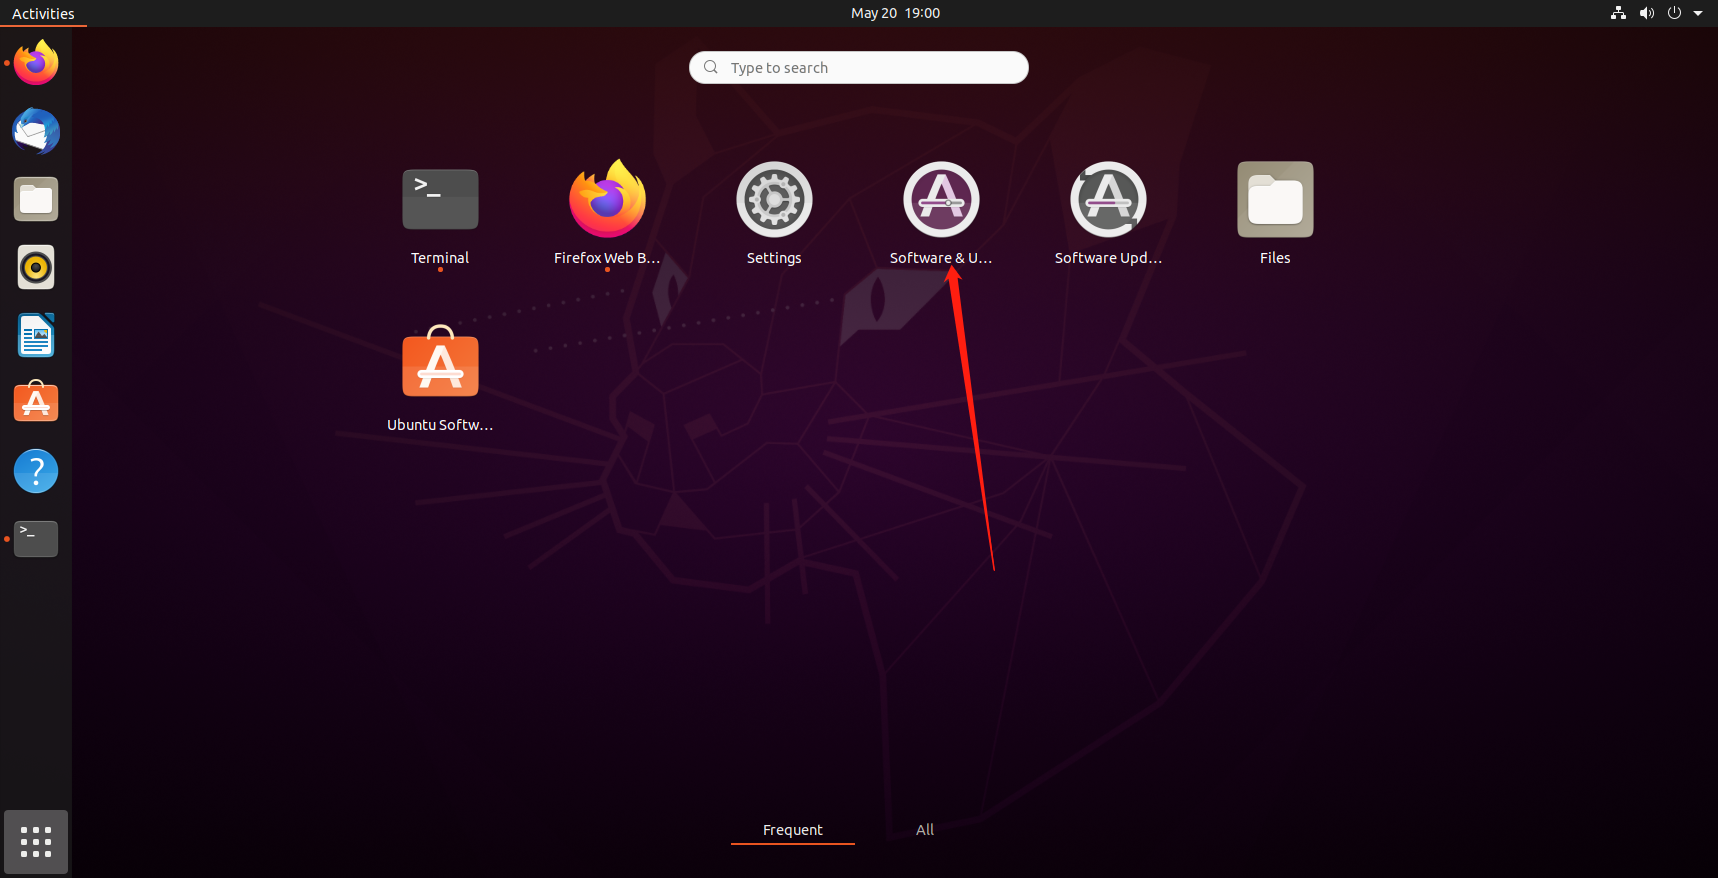 Activities
May 20 19:00
Type to search
>_
Terminal
Firefox Web B...
Settings
Software & U...
Software Upd...
Files
Ubuntu Softw...
?
>_
Frequent
All